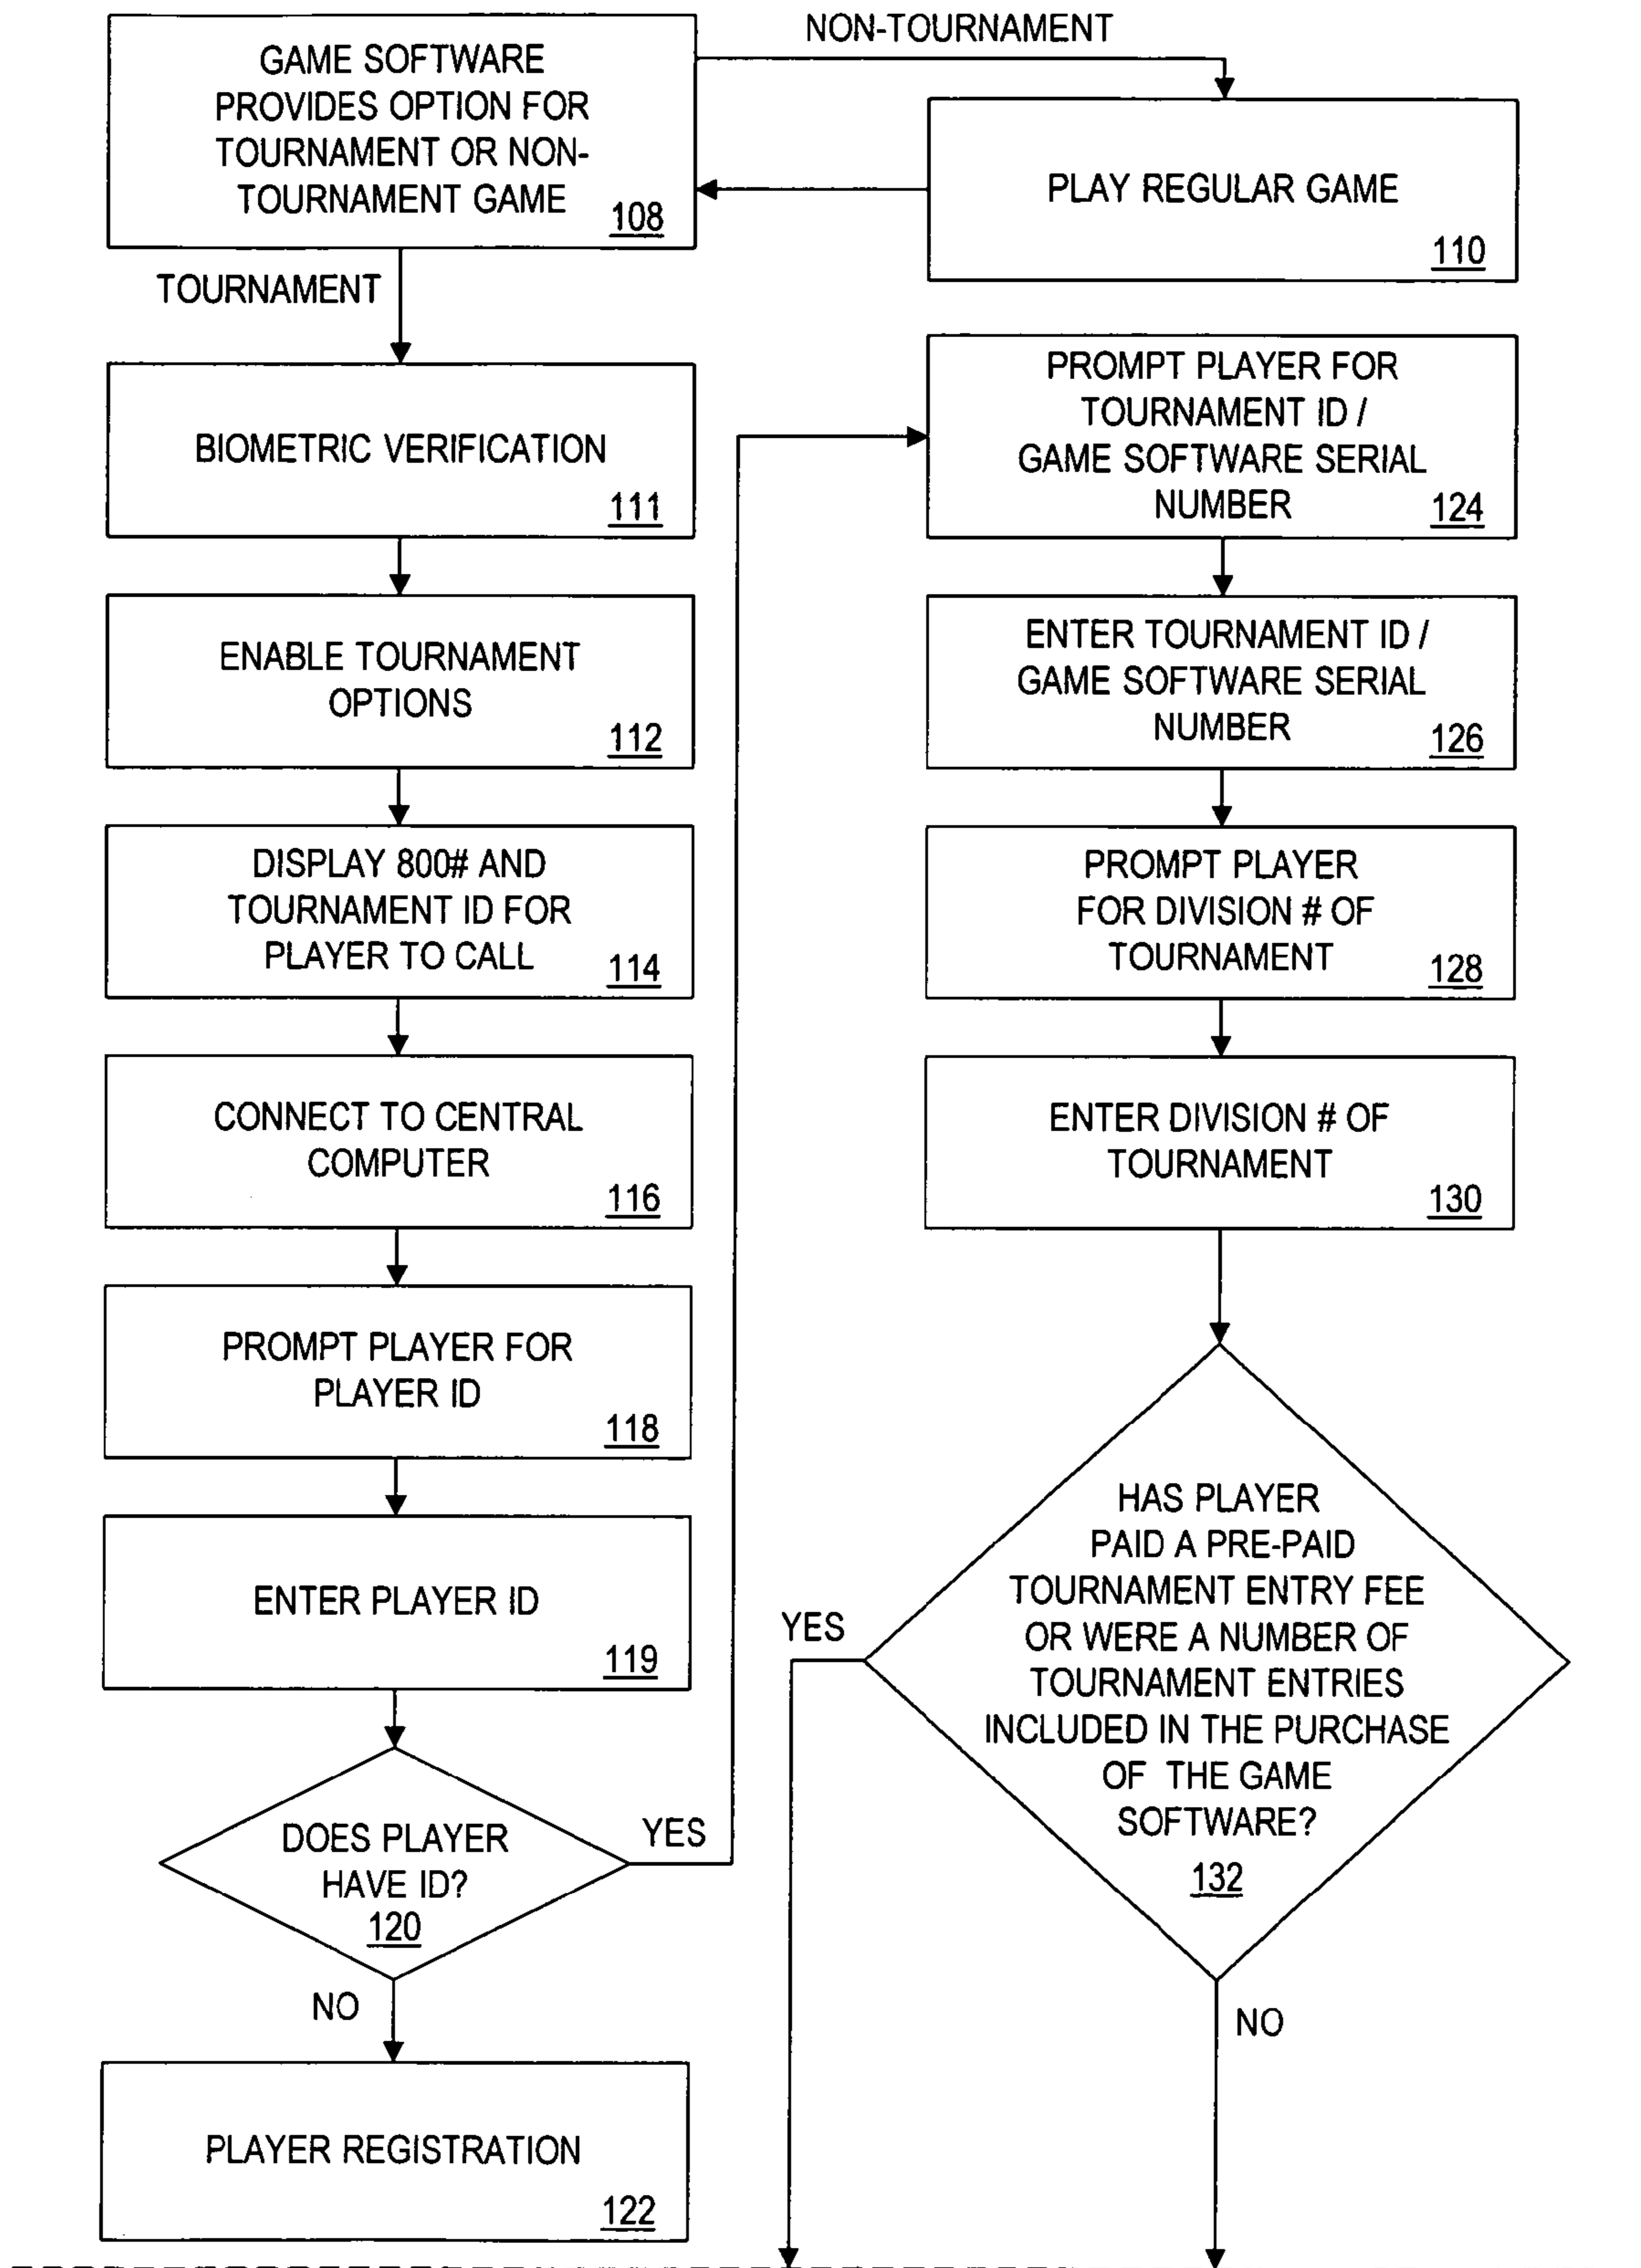 GAME SOFTWARE
PROVIDES OPTION FOR
TOURNAMENT OR NON-
TOURNAMENT GAME
108
NON-TOURNAMENT
PLAY REGULAR GAME
110
TOURNAMENT
BIOMETRIC VERIFICATION
111
ENABLE TOURNAMENT
OPTIONS
112
DISPLAY 800# AND
TOURNAMENT ID FOR
PLAYER TO CALL
114
CONNECT TO CENTRAL
COMPUTER
116
PROMPT PLAYER FOR
PLAYER ID
118
ENTER PLAYER ID
119
DOES PLAYER
HAVE ID?
120
YES
NO
PLAYER REGISTRATION
122
PROMPT PLAYER FOR
TOURNAMENT ID /
GAME SOFTWARE SERIAL
NUMBER
124
ENTER TOURNAMENT ID /
GAME SOFTWARE SERIAL
NUMBER
126
PROMPT PLAYER
FOR DIVISION # OF
TOURNAMENT
128
ENTER DIVISION # OF
TOURNAMENT
130
HAS PLAYER
PAID A PRE-PAID
TOURNAMENT ENTRY FEE
OR WERE A NUMBER OF
TOURNAMENT ENTRIES
INCLUDED IN THE PURCHASE
OF THE GAME
SOFTWARE?
132
YES
NO